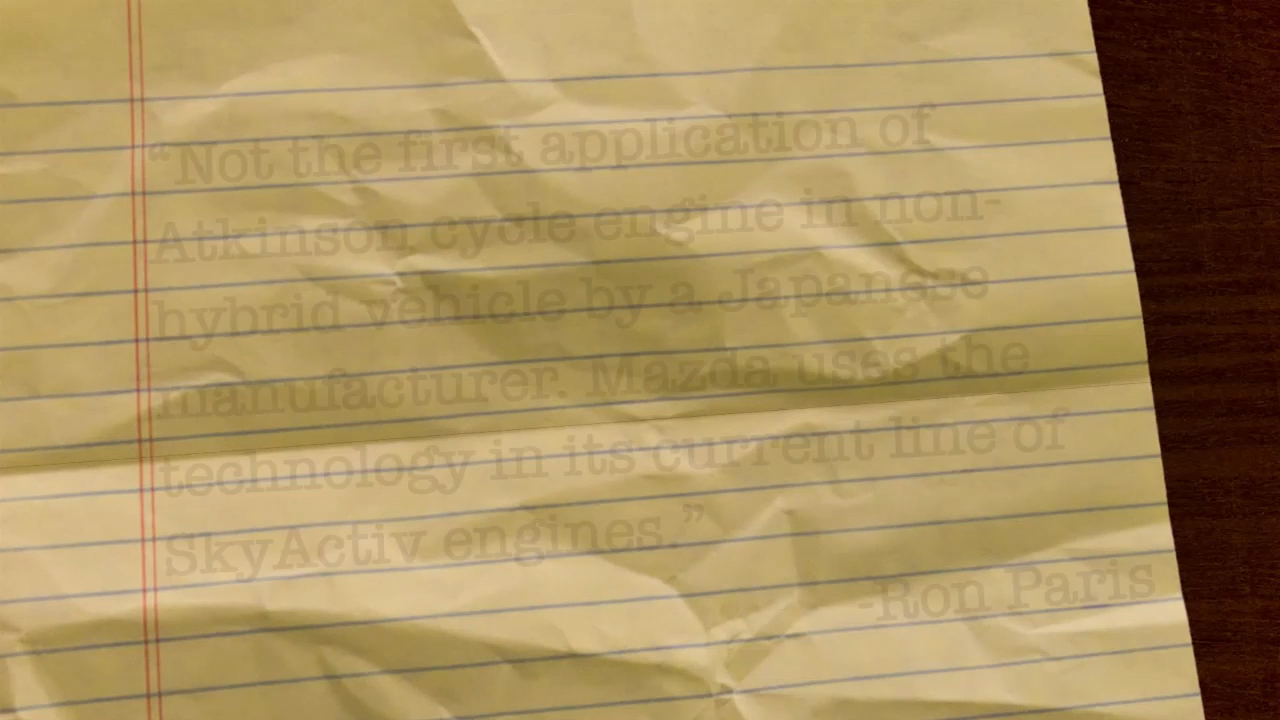 “Not the first application of
Atkinson cycle engine in non-
hybrid vehicle by a Japanese
manufacturer. Mazda uses the
technology in its current line of
SkyActiv engines.”
-Ron Paris